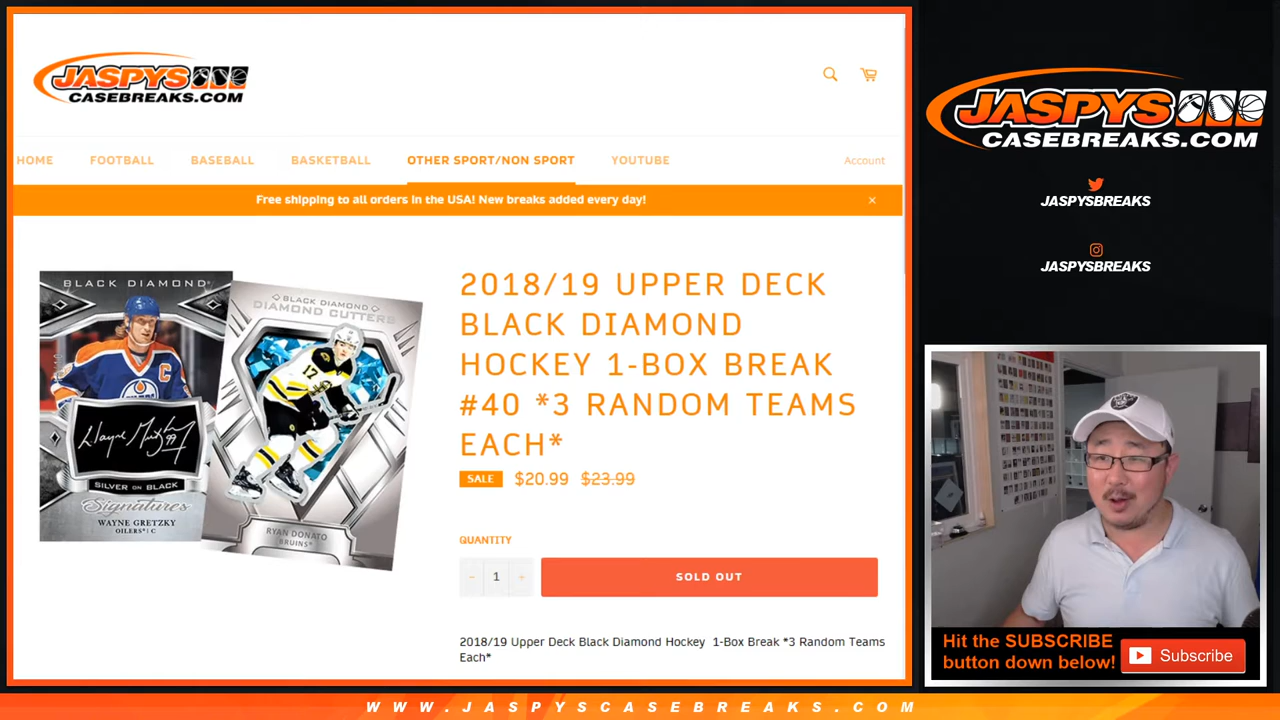 JASPYS
CASEBREAKS.COM
HOME FOOTBALL BASEBALL BASKETBALL OTHER SPORT/NON SPORT YOUTUBE Account
Free shipping to all orders in the USA! New breaks added every day! ×
BLACK DIAMOND
SILVER ON BLACK
Signatures
WAYNE GRETZKY
OILERS | C
BLACK DIAMOND
DIAMOND CUTTERS
RYAN DONATO
BRUINS
2018/19 UPPER DECK
BLACK DIAMOND
HOCKEY 1-BOX BREAK
#40 *3 RANDOM TEAMS
EACH*
SALE $20.99 $23.99
QUANTITY
− 1 +
SOLD OUT
2018/19 Upper Deck Black Diamond Hockey 1-Box Break *3 Random Teams
Each*
JASPYS
CASEBREAKS.COM
JASPYSBREAKS
JASPYSBREAKS
Hit the SUBSCRIBE
button down below!
Subscribe
WWW.JASPYSCASEBREAKS.COM